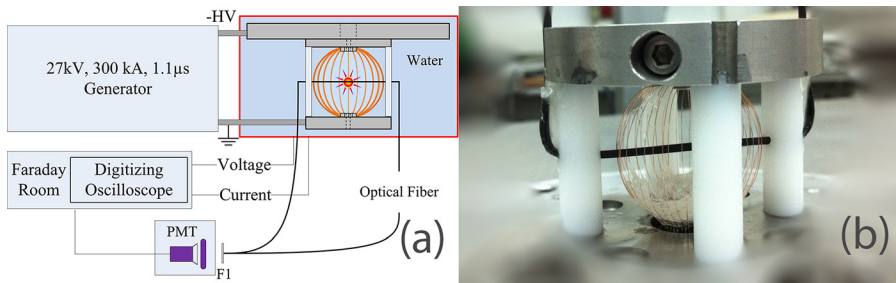 -HV
27kV, 300 kA, 1.1µs
Generator
Water
Faraday
Room
Digitizing
Oscilloscope
Voltage
Current
Optical Fiber
PMT
F1
(a)
(b)